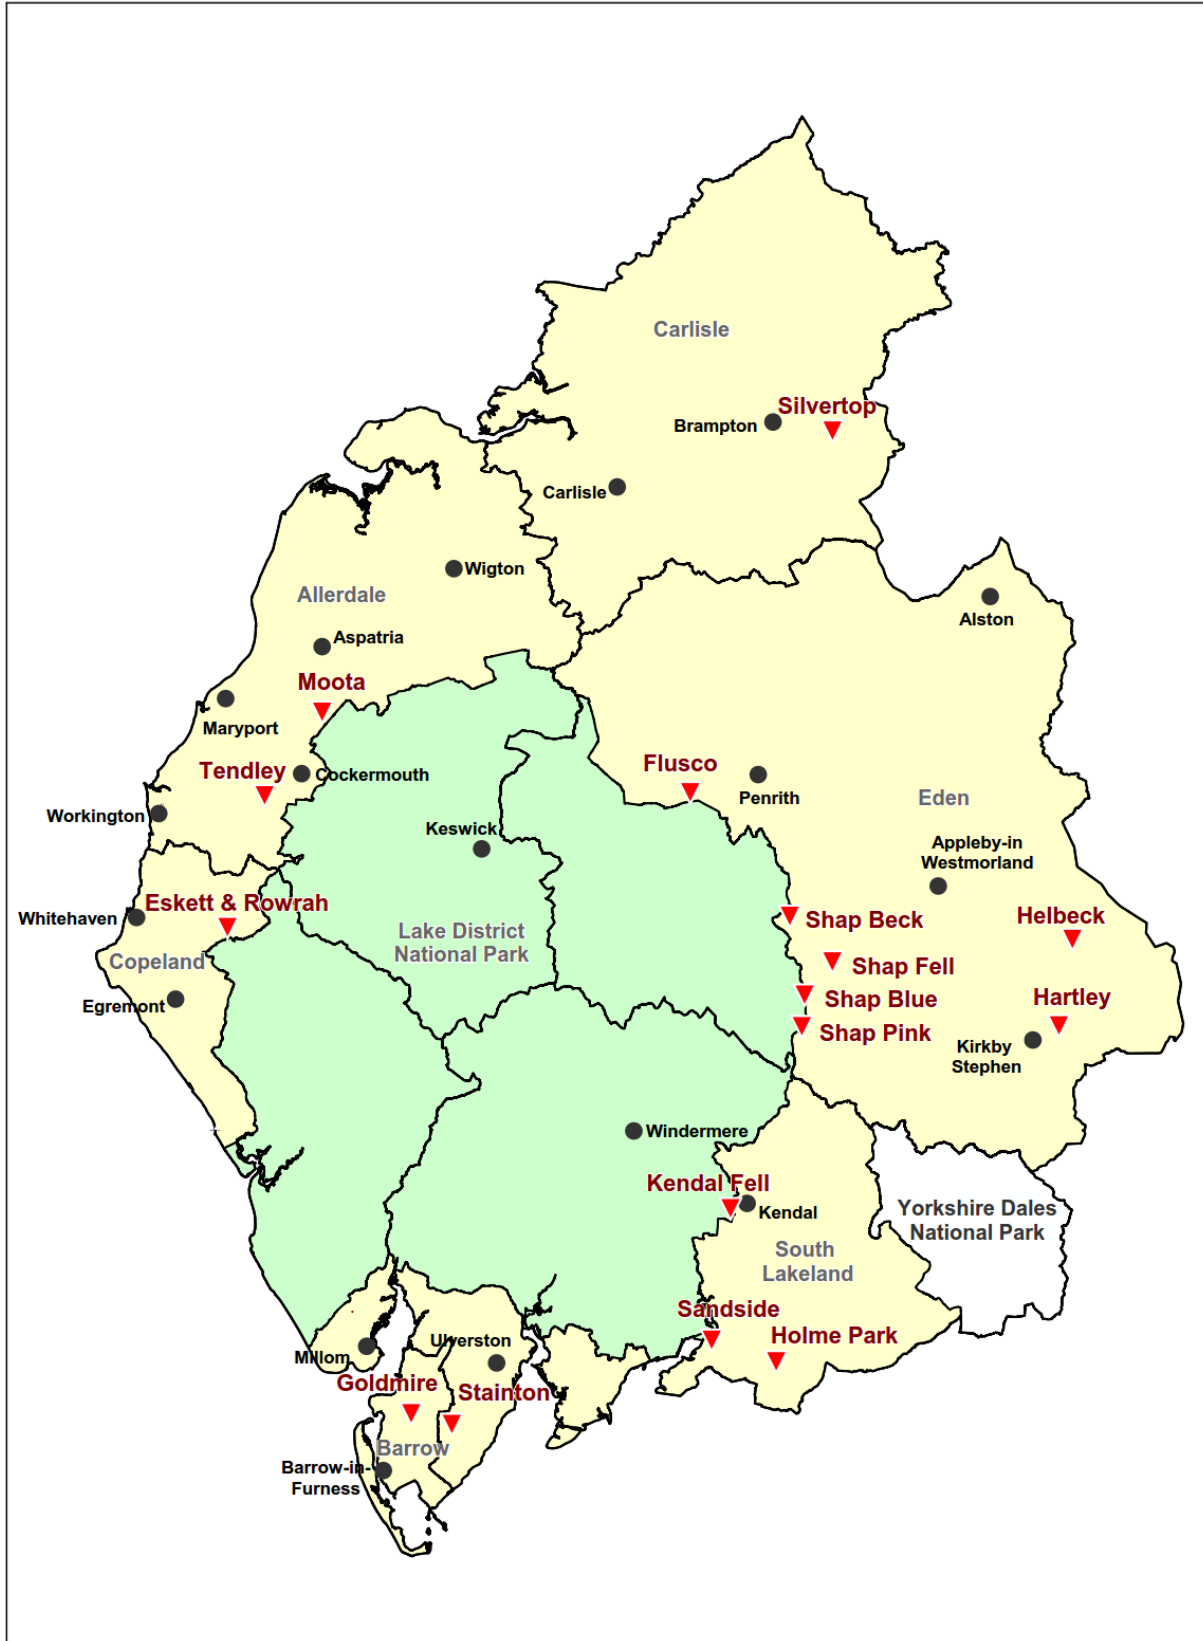 Carlisle
Silvertop
Brampton
Carlisle
Wigton
Allerdale
Alston
Aspatria
Moota
Maryport
Flusco
Tendley
Cockermouth
Penrith
Eden
Workington
Keswick
Appleby-in
Westmorland
Eskett & Rowrah
Whitehaven
Shap Beck
Helbeck
Lake District
National Park
Copeland
Shap Fell
Egremont
Shap Blue
Hartley
Shap Pink
Kirkby
Stephen
Windermere
Kendal Fell
Kendal
Yorkshire Dales
National Park
South
Lakeland
Sandside
Holme Park
Ulverston
Millom
Goldmire
Stainton
Barrow
Barrow-in-
Furness